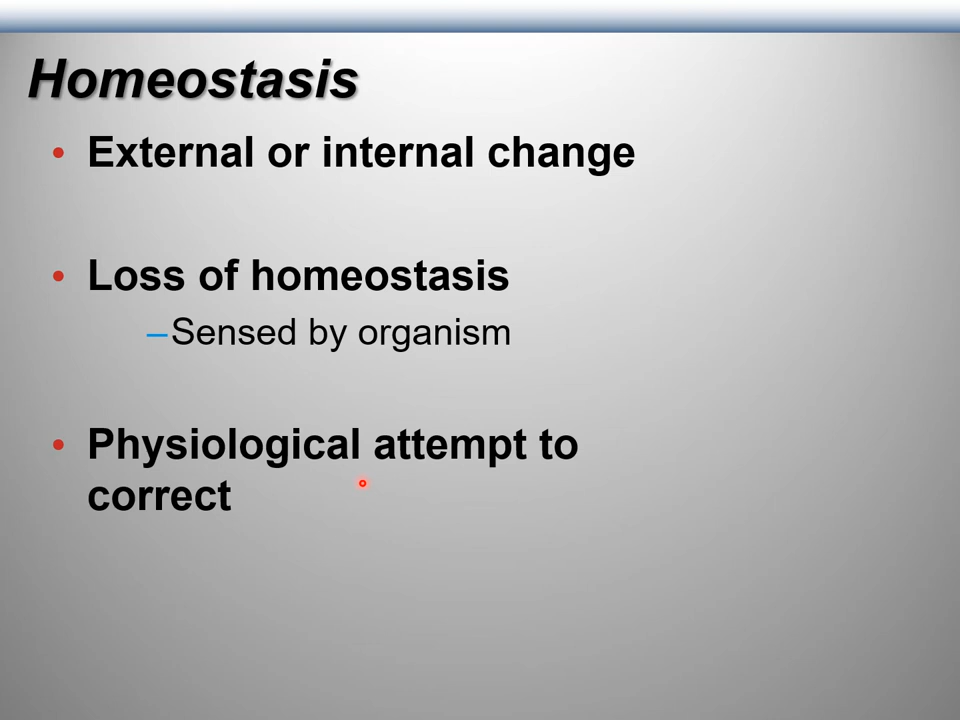 Homeostasis
• External or internal change
• Loss of homeostasis
–Sensed by organism
• Physiological attempt to
correct